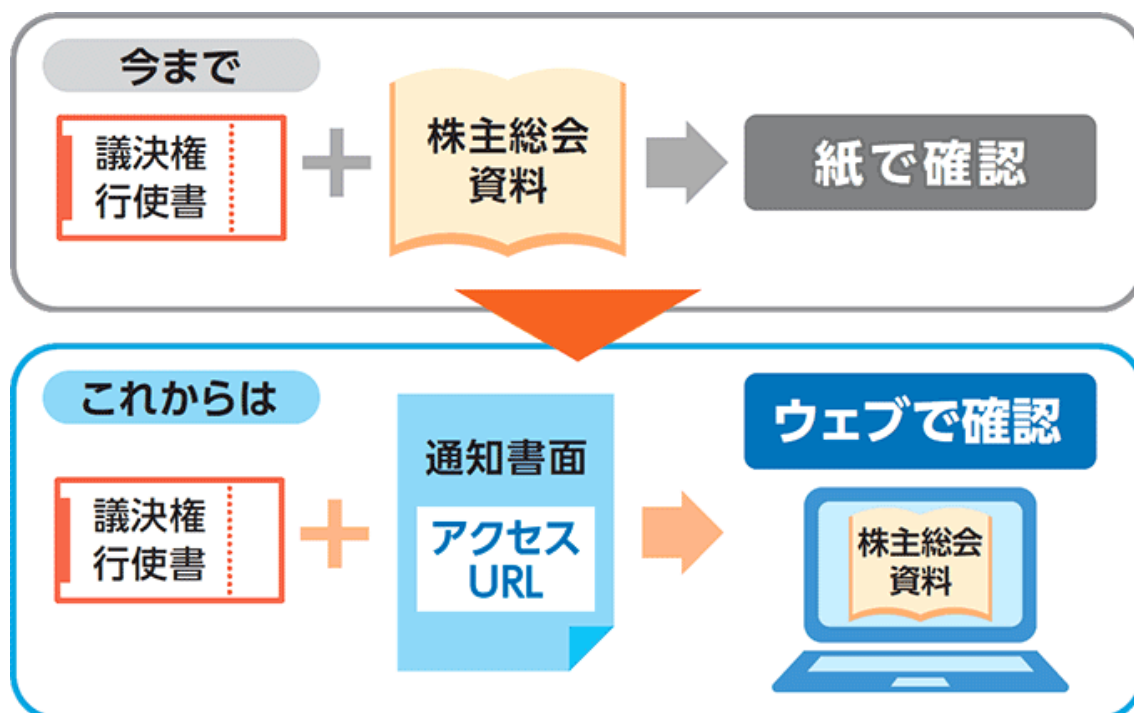 今まで
議決権
行使書
株主総会
資料
紙で確認
これからは
議決権
行使書
通知書面
アクセス
URL
ウェブで確認
株主総会
資料